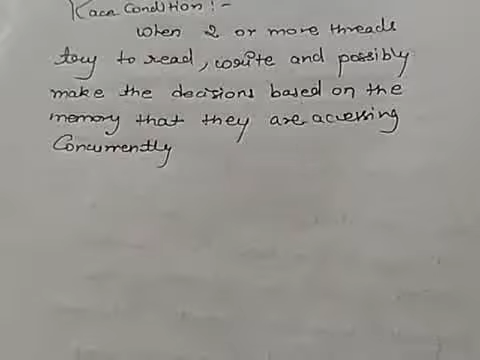 Race Condition :-
When 2 or more threads
try to read, write and possibly
make the decisions based on the
memory that they are accessing
Concurrently